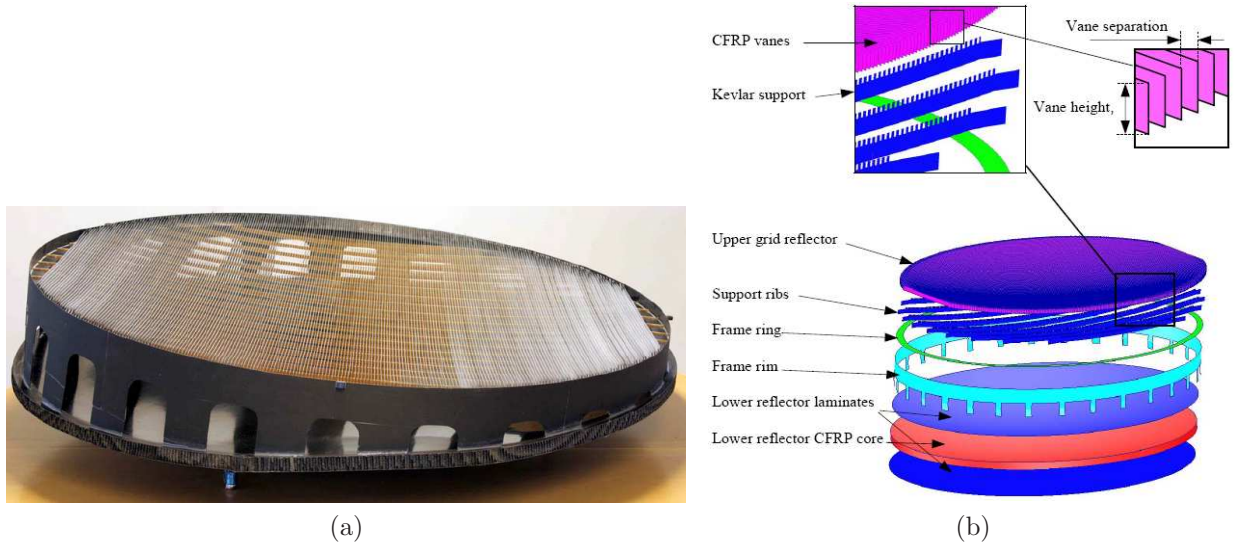 CFRP vanes
Kevlar support
Vane separation
Vane height,
Upper grid reflector
Support ribs
Frame ring
Frame rim
Lower reflector laminates
Lower reflector CFRP core
(a)
(b)